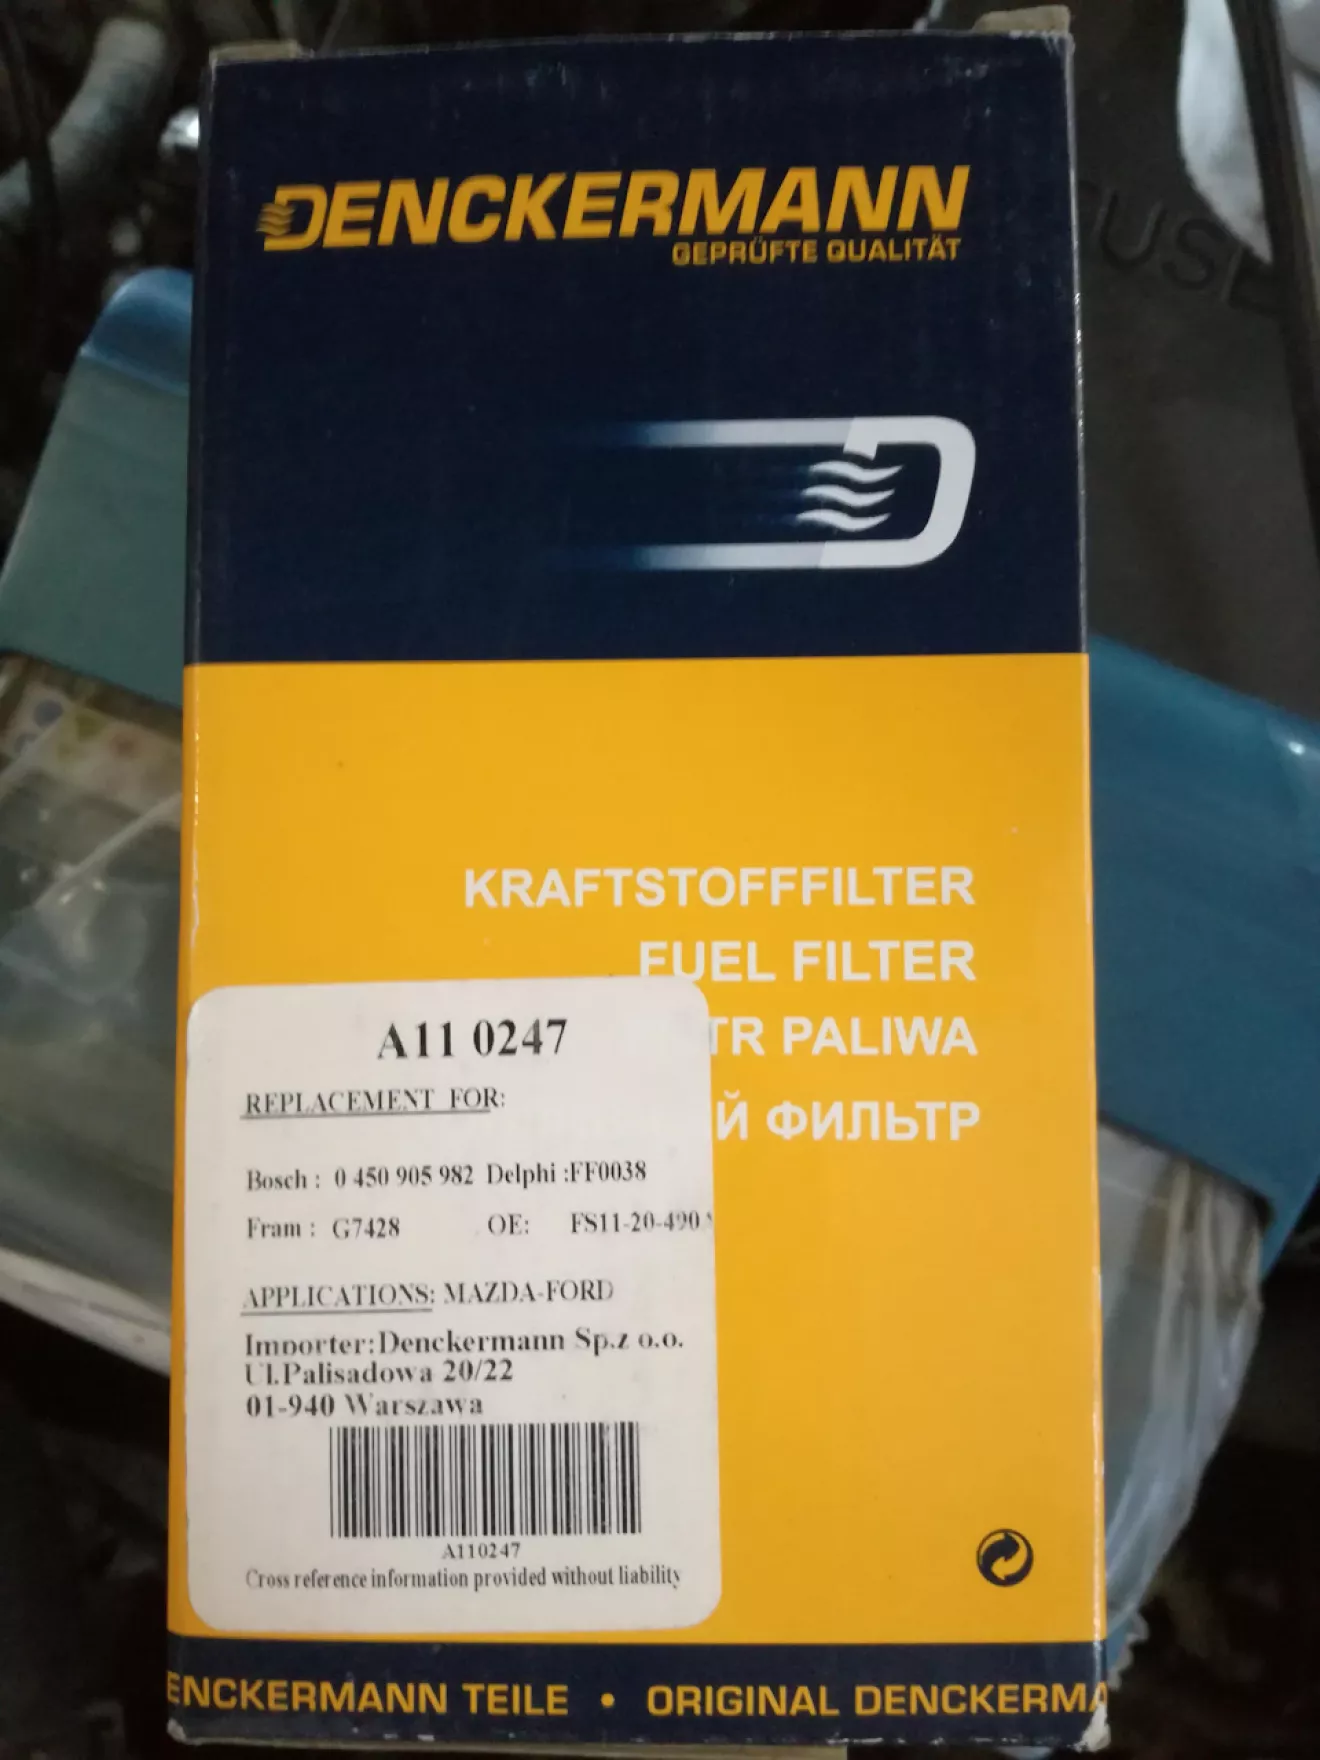 DENCKERMANN
GEPRÜFTE QUALITÄT
USE
KRAFTSTOFFFILTER
FUEL FILTER
TR PALIWA
Й ФИЛЬТР
A11 0247
REPLACEMENT FOR:
Bosch : 0 450 905 982 Delphi :FF0038
Fram : G7428 OE: FS11-20-490
APPLICATIONS: MAZDA-FORD
Importer:Denckermann Sp.z o.o.
Ul.Palisadowa 20/22
01-940 Warszawa
A110247
Cross reference information provided without liability
ENCKERMANN TEILE • ORIGINAL DENCKERMA